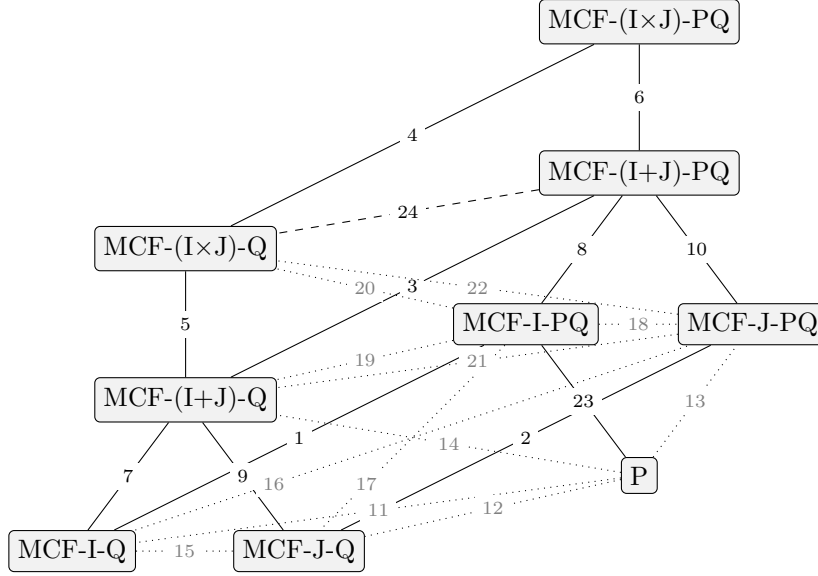 MCF-(I×J)-PQ
4
6
MCF-(I+J)-PQ
24
MCF-(I×J)-Q
8
10
20
22
3
5
MCF-I-PQ
18
MCF-J-PQ
19
21
MCF-(I+J)-Q
23
13
1
14
2
7
9
16
17
P
11
12
MCF-I-Q
15
MCF-J-Q